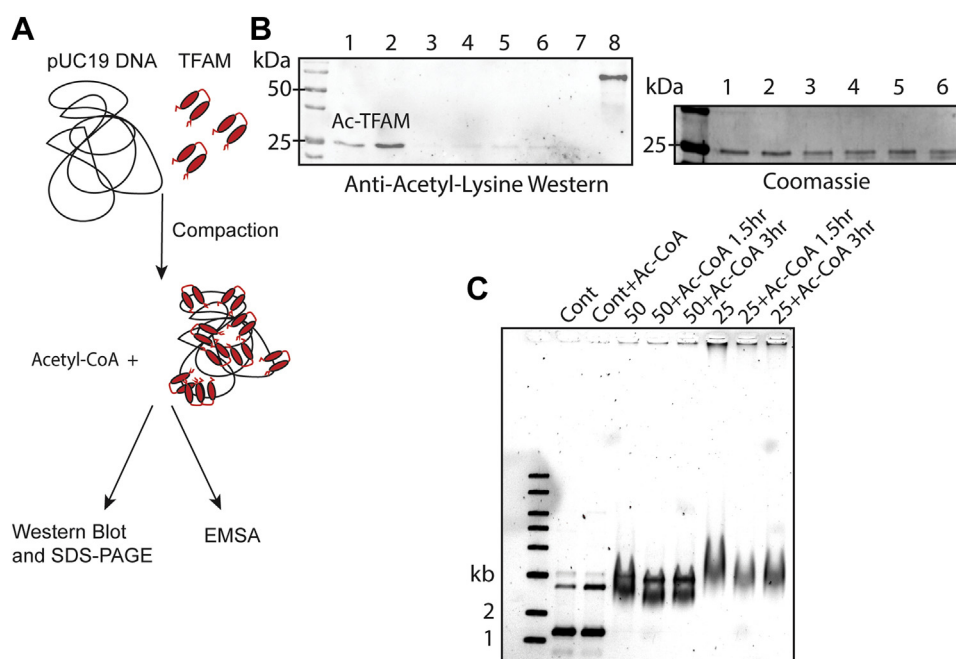 A
pUC19 DNA TFAM
Compaction
Acetyl-CoA +
Western Blot
and SDS-PAGE
EMSA
B
1 2 3 4 5 6 7 8
kDa
50
25
Ac-TFAM
Anti-Acetyl-Lysine Western
kDa 1 2 3 4 5 6
25
Coomassie
C
Cont
Cont+Ac-CoA
50
50+Ac-CoA 1.5hr
50+Ac-CoA 3hr
25
25+Ac-CoA 1.5hr
25+Ac-CoA 3hr
kb
2
1